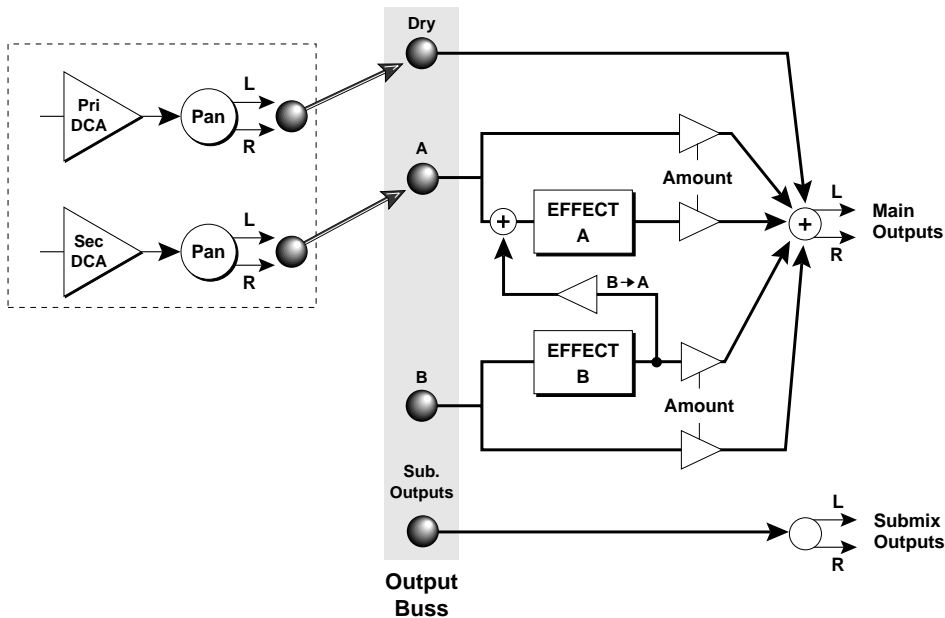 Dry
L
Pri
DCA
Pan
R
A
L
Sec
DCA
Pan
R
Amount
EFFECT
A
+
+
L
R
Main
Outputs
B → A
EFFECT
B
B
Amount
Sub.
Outputs
L
R
Submix
Outputs
Output
Buss